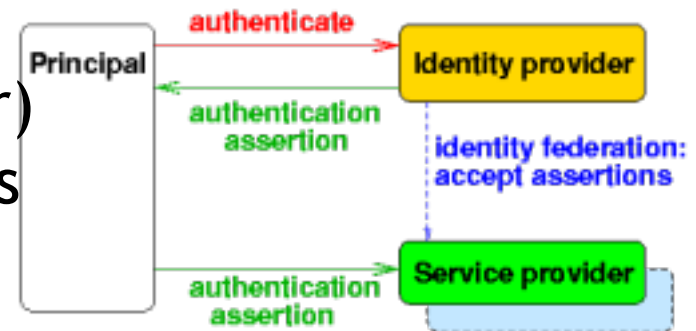 authenticate
Principal
Identity provider
r)
authentication
assertion
identity federation:
accept assertions
s
Service provider
authentication
assertion